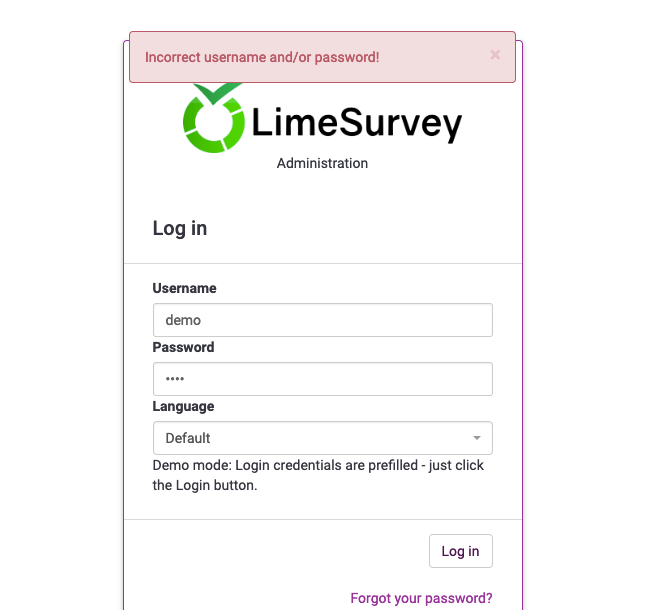 Incorrect username and/or password!
×
LimeSurvey
Administration
Log in
Username
demo
Password
••••
Language
Default
Demo mode: Login credentials are prefilled - just click
the Login button.
Log in
Forgot your password?